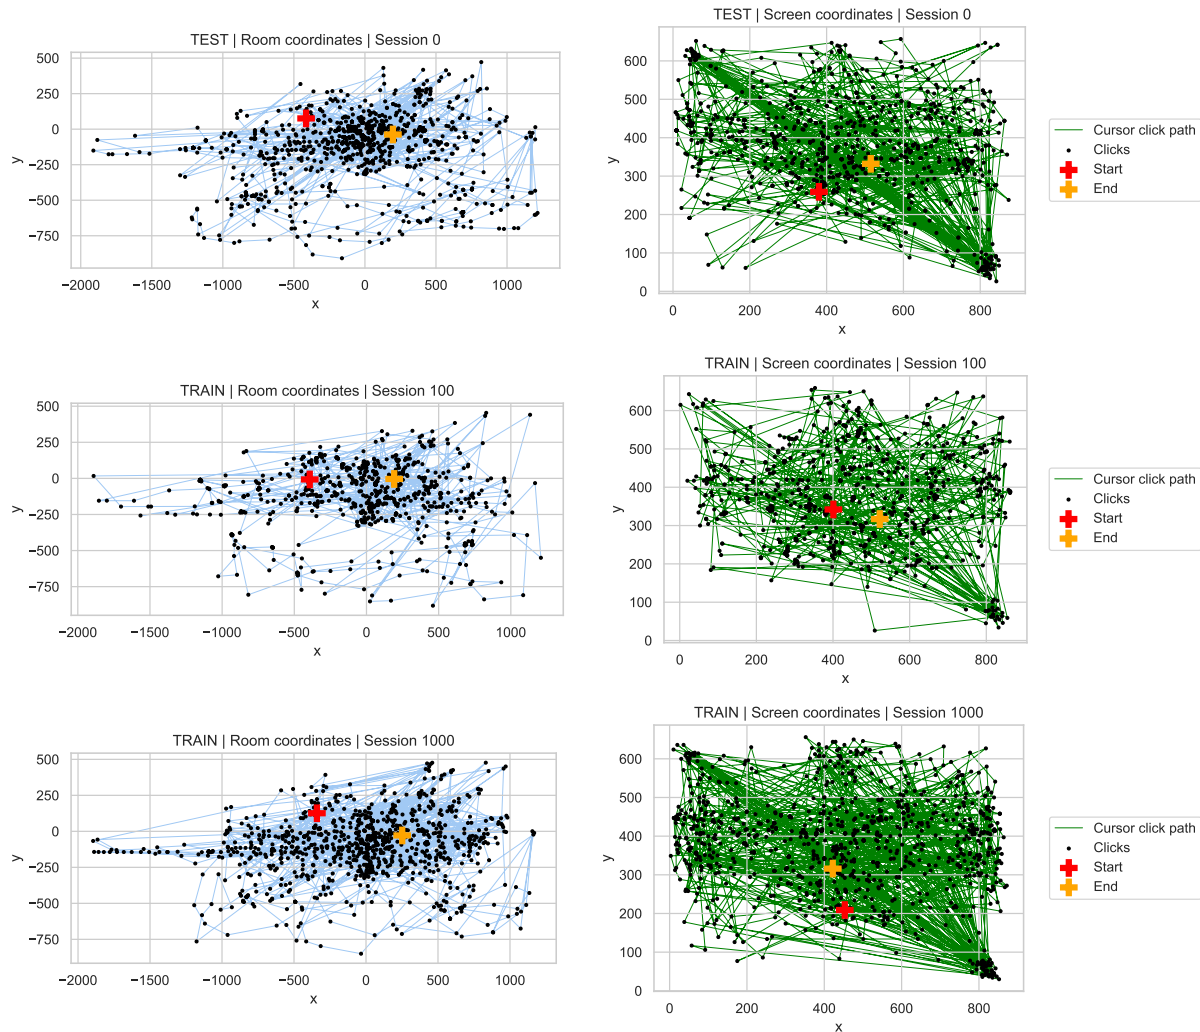 TEST | Room coordinates | Session 0
500
250
0
−250
−500
−750
y
−2000 −1500 −1000 −500 0 500 1000
x
TEST | Screen coordinates | Session 0
600
500
400
300
200
100
0
y
0 200 400 600 800
x
Cursor click path
Clicks
Start
End
TRAIN | Room coordinates | Session 100
500
250
0
−250
−500
−750
y
−2000 −1500 −1000 −500 0 500 1000
x
TRAIN | Screen coordinates | Session 100
600
500
400
300
200
100
0
y
0 200 400 600 800
x
Cursor click path
Clicks
Start
End
TRAIN | Room coordinates | Session 1000
500
250
0
−250
−500
−750
y
−2000 −1500 −1000 −500 0 500 1000
x
TRAIN | Screen coordinates | Session 1000
600
500
400
300
200
100
0
y
0 200 400 600 800
x
Cursor click path
Clicks
Start
End